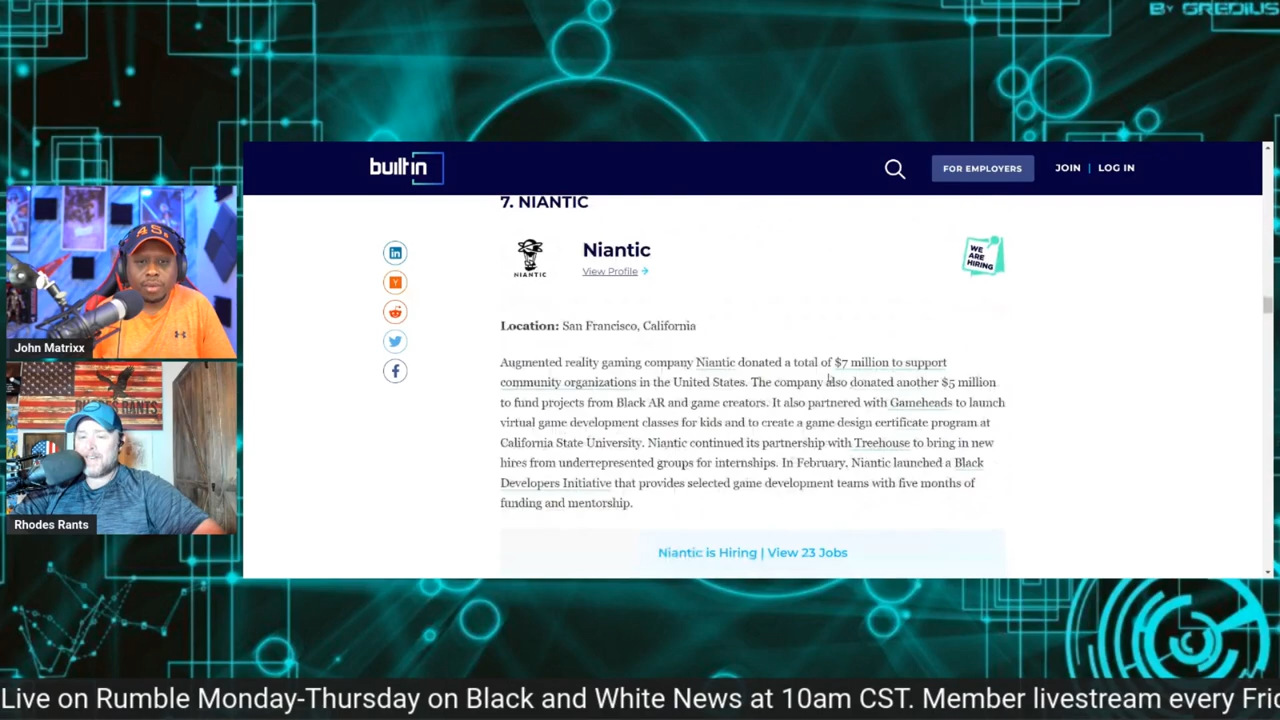 BY GREDIUS
builtin
FOR EMPLOYERS
JOIN | LOG IN
7. NIANTIC
NIANTIC
Niantic
View Profile →
WE ARE HIRING
Location: San Francisco, California
Augmented reality gaming company Niantic donated a total of $7 million to support
community organizations in the United States. The company also donated another $5 million
to fund projects from Black AR and game creators. It also partnered with Gameheads to launch
virtual game development classes for kids and to create a game design certificate program at
California State University. Niantic continued its partnership with Treehouse to bring in new
hires from underrepresented groups for internships. In February, Niantic launched a Black
Developers Initiative that provides selected game development teams with five months of
funding and mentorship.
Niantic is Hiring | View 23 Jobs
John Matrixx
RHODES RANTS
Rhodes Rants
Live on Rumble Monday-Thursday on Black and White News at 10am CST. Member livestream every Fri